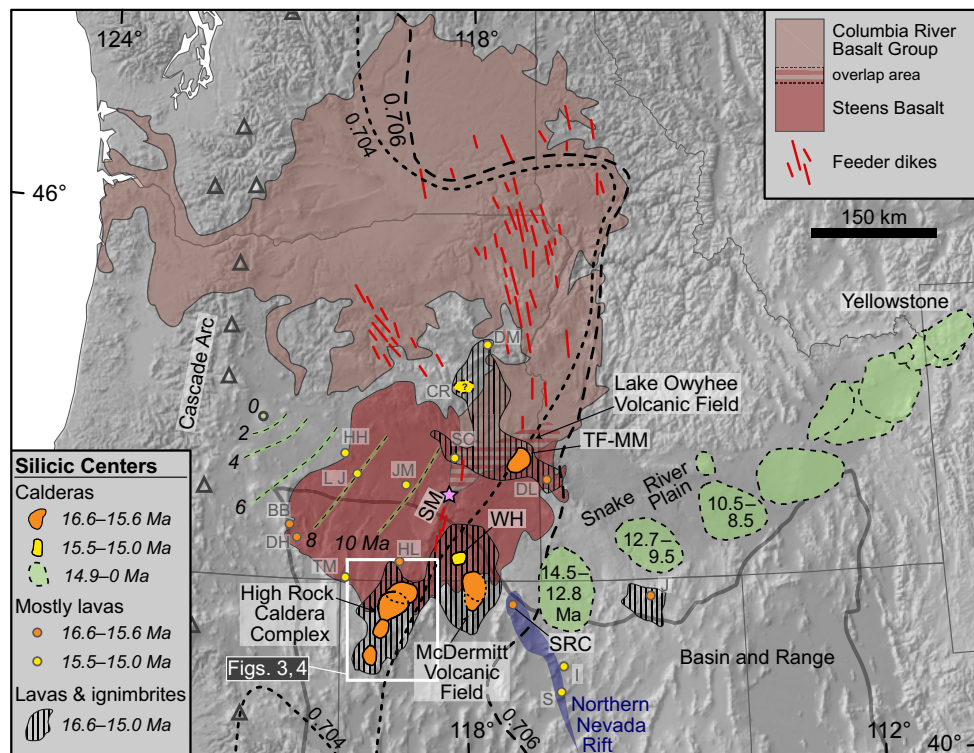 124°
118°
Columbia River
Basalt Group
overlap area
Steens Basalt
Feeder dikes
0.706
0.704
46°
150 km
Yellowstone
Cascade Arc
DM
CR
Lake Owyhee
Volcanic Field
TF-MM
0
2
4
6
8
10 Ma
HH
SC
LJ
JM
DL
SM
Snake River
Plain
BB
DH
WH
10.5–
8.5
12.7–
9.5
TM
HL
14.5–
12.8
Ma
J
High Rock
Caldera
Complex
SRC
McDermitt
Volcanic
Field
Figs. 3, 4
Basin and Range
I
S
Northern
Nevada
Rift
0.704
0.706
118°
112°
40°
Silicic Centers
Calderas
16.6–15.6 Ma
15.5–15.0 Ma
14.9–0 Ma
Mostly lavas
16.6–15.6 Ma
15.5–15.0 Ma
Lavas & ignimbrites
16.6–15.0 Ma
?